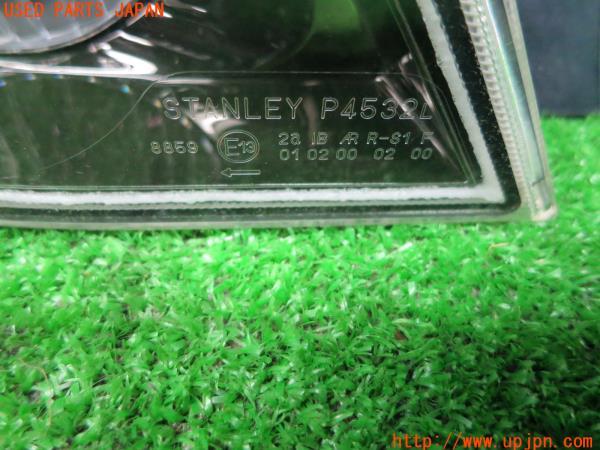 USED PARTS JAPAN
STANLEY P4532L
8859 E13 2a IB AR R-S1 F
01 02 00 02 00
←
http://www.upjpn.com/